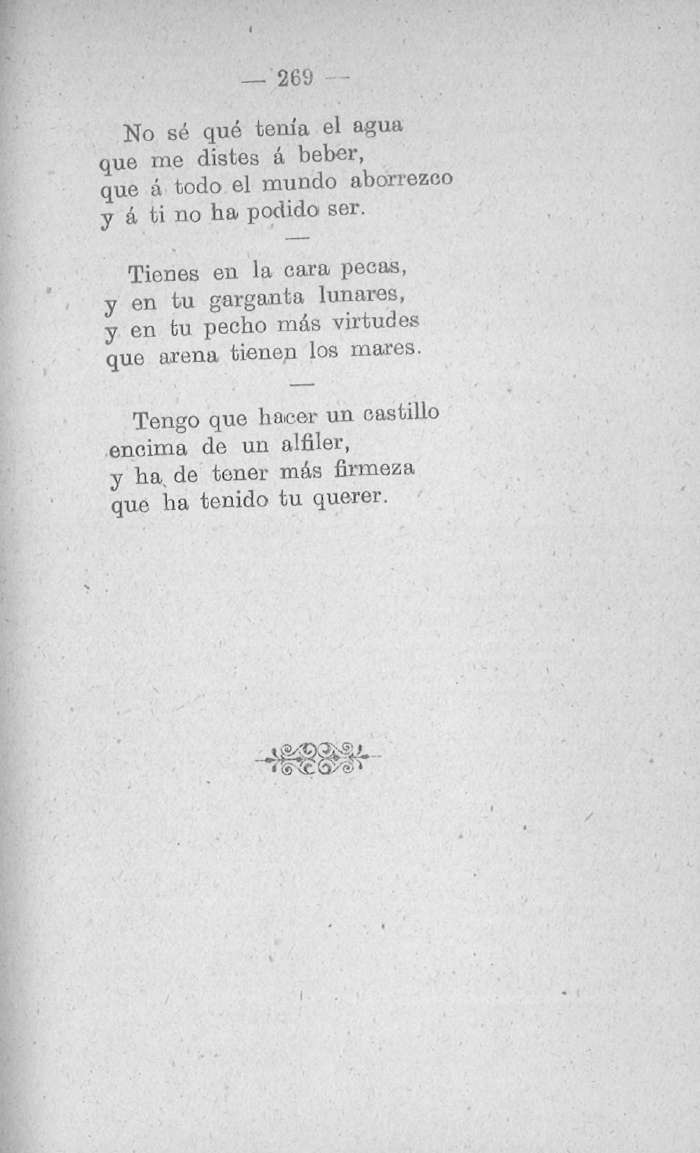 — 269 —
No sé qué tenía el agua
que me distes á beber,
que á todo el mundo aborrezco
y á ti no ha podido ser.
Tienes en la cara pecas,
y en tu garganta lunares,
y en tu pecho más virtudes
que arena tienen los mares.
Tengo que hacer un castillo
encima de un alfiler,
y ha de tener más firmeza
que ha tenido tu querer.